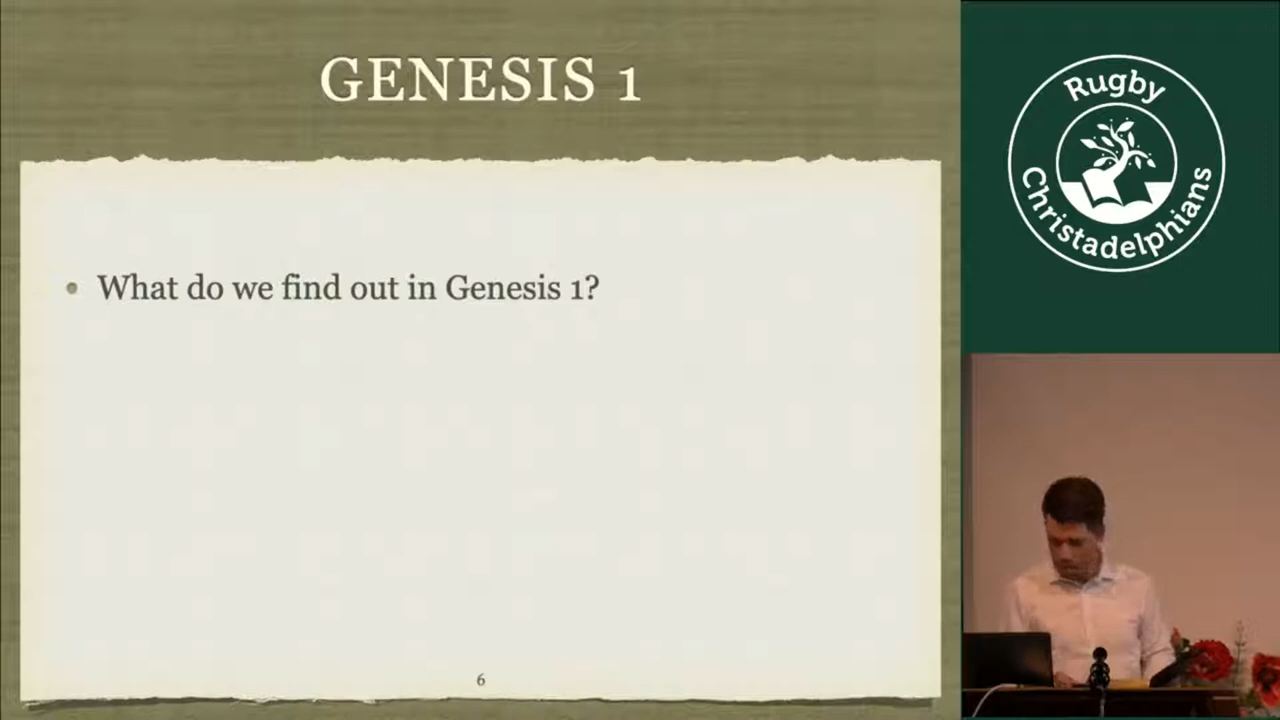 GENESIS 1
• What do we find out in Genesis 1?
6
Rugby
Christadelphians